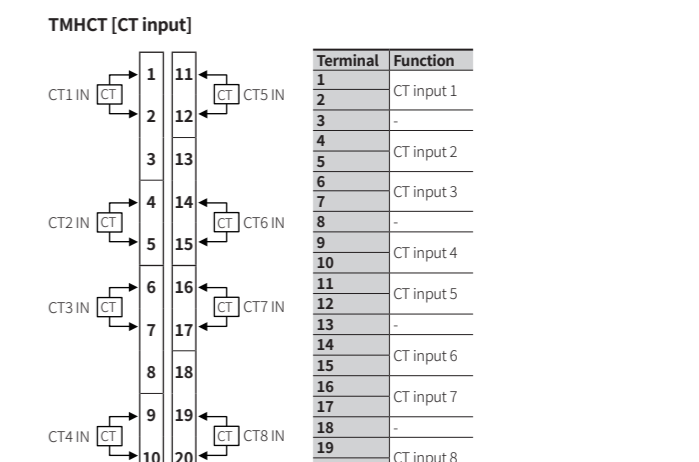 TMHCT [CT input]
1 11
CT1 IN CT CT CT5 IN
2 12
3 13
4 14
CT2 IN CT CT CT6 IN
5 15
6 16
CT3 IN CT CT CT7 IN
7 17
8 18
9 19
CT4 IN CT CT CT8 IN
10 20
Terminal Function
1
CT input 1
2
3 -
4
CT input 2
5
6
CT input 3
7
8 -
9
CT input 4
10
11
CT input 5
12
13 -
14
CT input 6
15
16
CT input 7
17
18 -
19
CT input 8